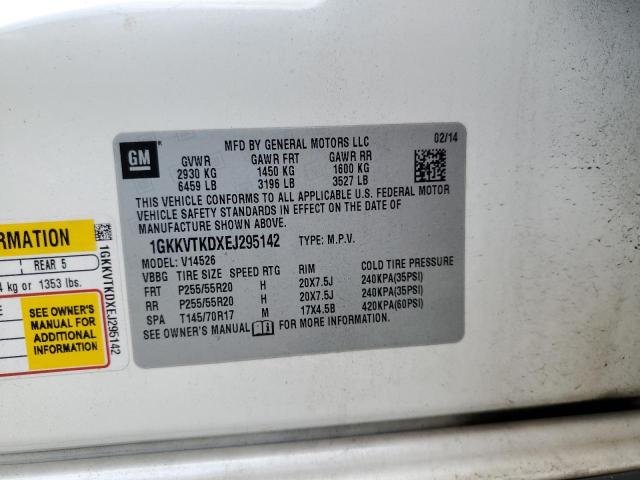 GM
MFD BY GENERAL MOTORS LLC 02/14
GVWR GAWR FRT GAWR RR
2930 KG 1450 KG 1600 KG
6459 LB 3196 LB 3527 LB
THIS VEHICLE CONFORMS TO ALL APPLICABLE U.S. FEDERAL MOTOR
VEHICLE SAFETY STANDARDS IN EFFECT ON THE DATE OF
MANUFACTURE SHOWN ABOVE.
1GKKVTKDXEJ295142 TYPE: M.P.V.
MODEL: V14526
VBBG TIRE SIZE SPEED RTG RIM COLD TIRE PRESSURE
FRT P255/55R20 H 20X7.5J 240KPA(35PSI)
RR P255/55R20 H 20X7.5J 240KPA(35PSI)
SPA T145/70R17 M 17X4.5B 420KPA(60PSI)
SEE OWNER'S MANUAL FOR MORE INFORMATION.
RMATION
REAR 5
4 kg or 1353 lbs.
SEE OWNER'S
MANUAL FOR
ADDITIONAL
INFORMATION
1GKKVTKDXEJ295142